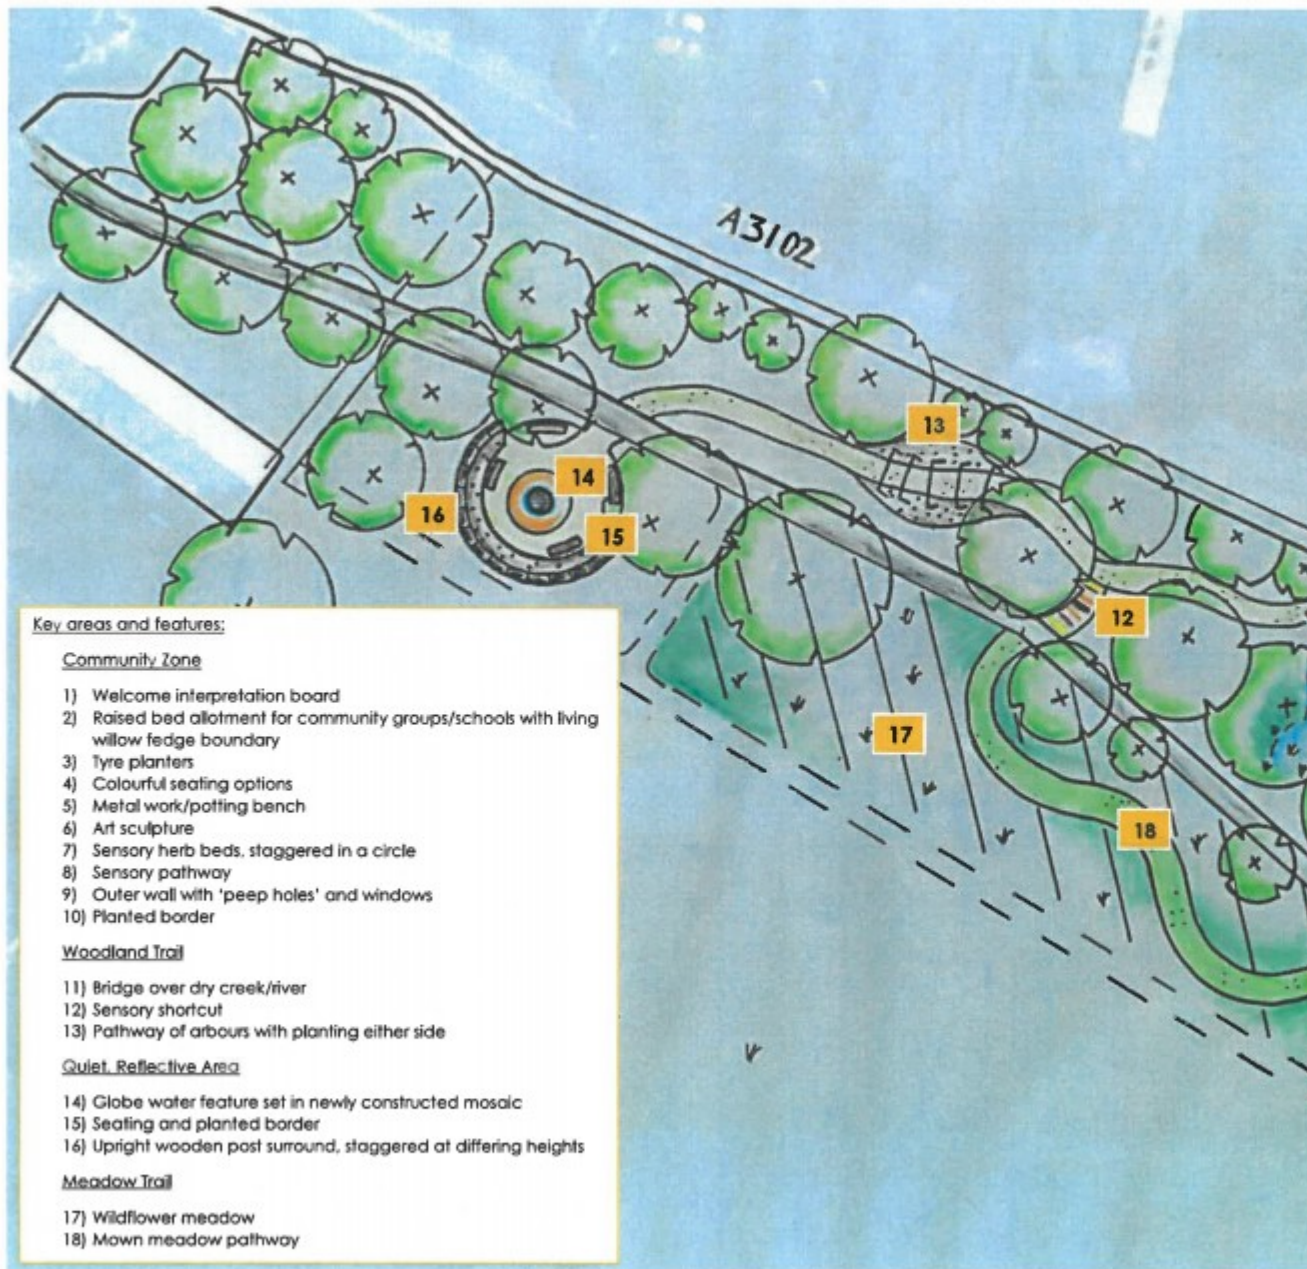 A3102
13
14
16
15
12
17
18
Key areas and features:
Community Zone
1) Welcome interpretation board
2) Raised bed allotment for community groups/schools with living
willow fedge boundary
3) Tyre planters
4) Colourful seating options
5) Metal work/potting bench
6) Art sculpture
7) Sensory herb beds, staggered in a circle
8) Sensory pathway
9) Outer wall with 'peep holes' and windows
10) Planted border
Woodland Trail
11) Bridge over dry creek/river
12) Sensory shortcut
13) Pathway of arbours with planting either side
Quiet, Reflective Area
14) Globe water feature set in newly constructed mosaic
15) Seating and planted border
16) Upright wooden post surround, staggered at differing heights
Meadow Trail
17) Wildflower meadow
18) Mown meadow pathway